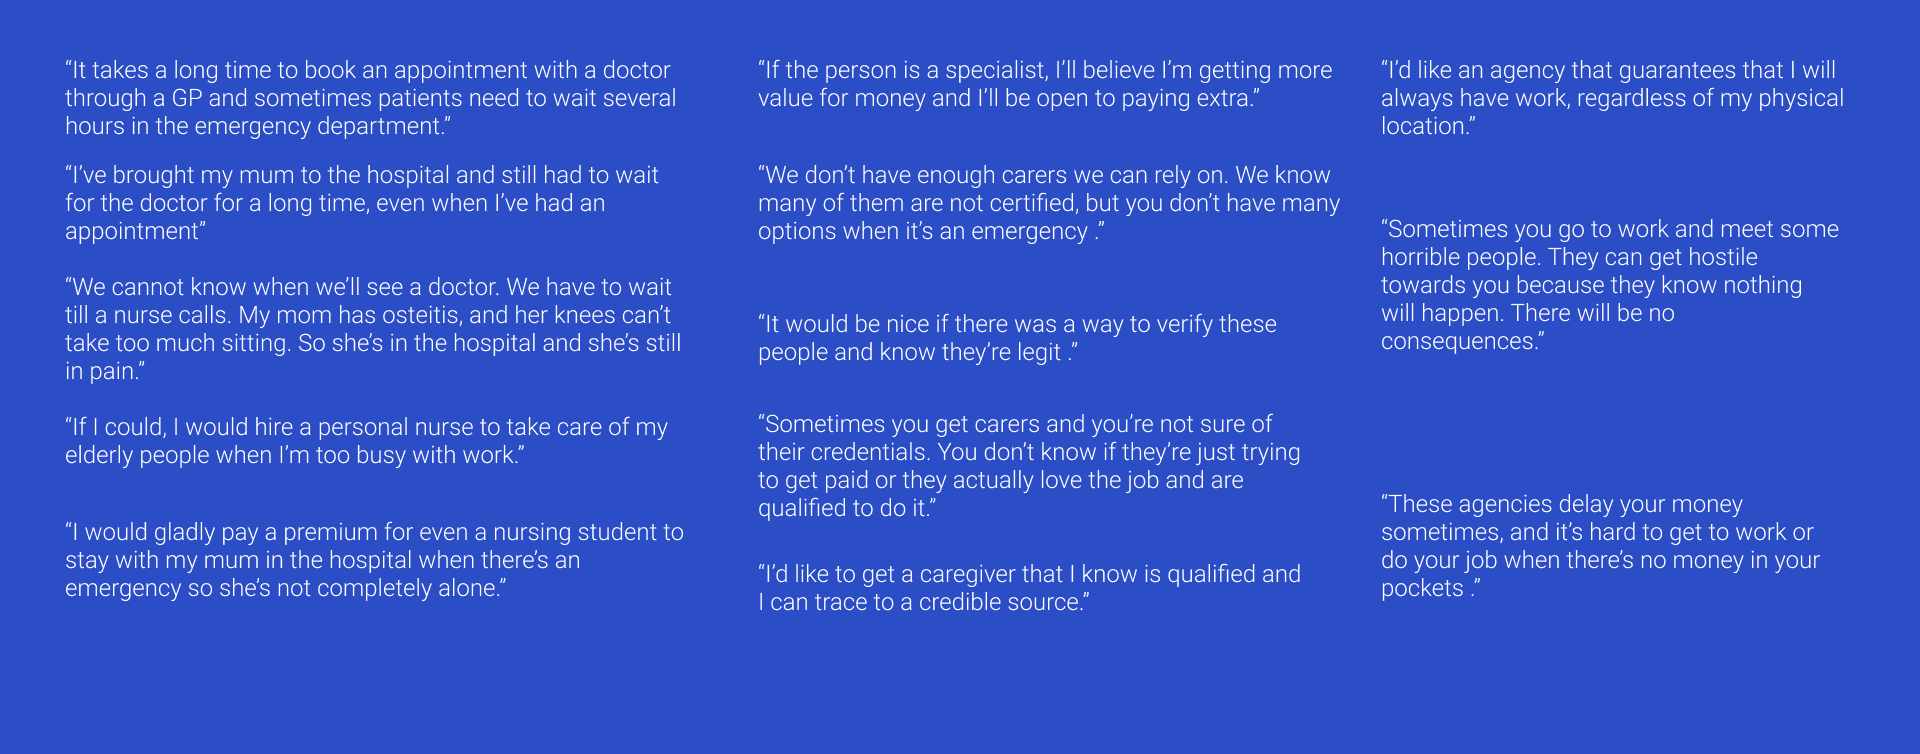 “It takes a long time to book an appointment with a doctor
through a GP and sometimes patients need to wait several
hours in the emergency department.”
“I’ve brought my mum to the hospital and still had to wait
for the doctor for a long time, even when I’ve had an
appointment”
“We cannot know when we’ll see a doctor. We have to wait
till a nurse calls. My mom has osteitis, and her knees can’t
take too much sitting. So she’s in the hospital and she’s still
in pain.”
“If I could, I would hire a personal nurse to take care of my
elderly people when I’m too busy with work.”
“I would gladly pay a premium for even a nursing student to
stay with my mum in the hospital when there’s an
emergency so she’s not completely alone.”
“If the person is a specialist, I’ll believe I’m getting more
value for money and I’ll be open to paying extra.”
“We don’t have enough carers we can rely on. We know
many of them are not certified, but you don’t have many
options when it’s an emergency .”
“It would be nice if there was a way to verify these
people and know they’re legit .”
“Sometimes you get carers and you’re not sure of
their credentials. You don’t know if they’re just trying
to get paid or they actually love the job and are
qualified to do it.”
“I’d like to get a caregiver that I know is qualified and
I can trace to a credible source.”
“I’d like an agency that guarantees that I will
always have work, regardless of my physical
location.”
“Sometimes you go to work and meet some
horrible people. They can get hostile
towards you because they know nothing
will happen. There will be no
consequences.”
“These agencies delay your money
sometimes, and it’s hard to get to work or
do your job when there’s no money in your
pockets .”